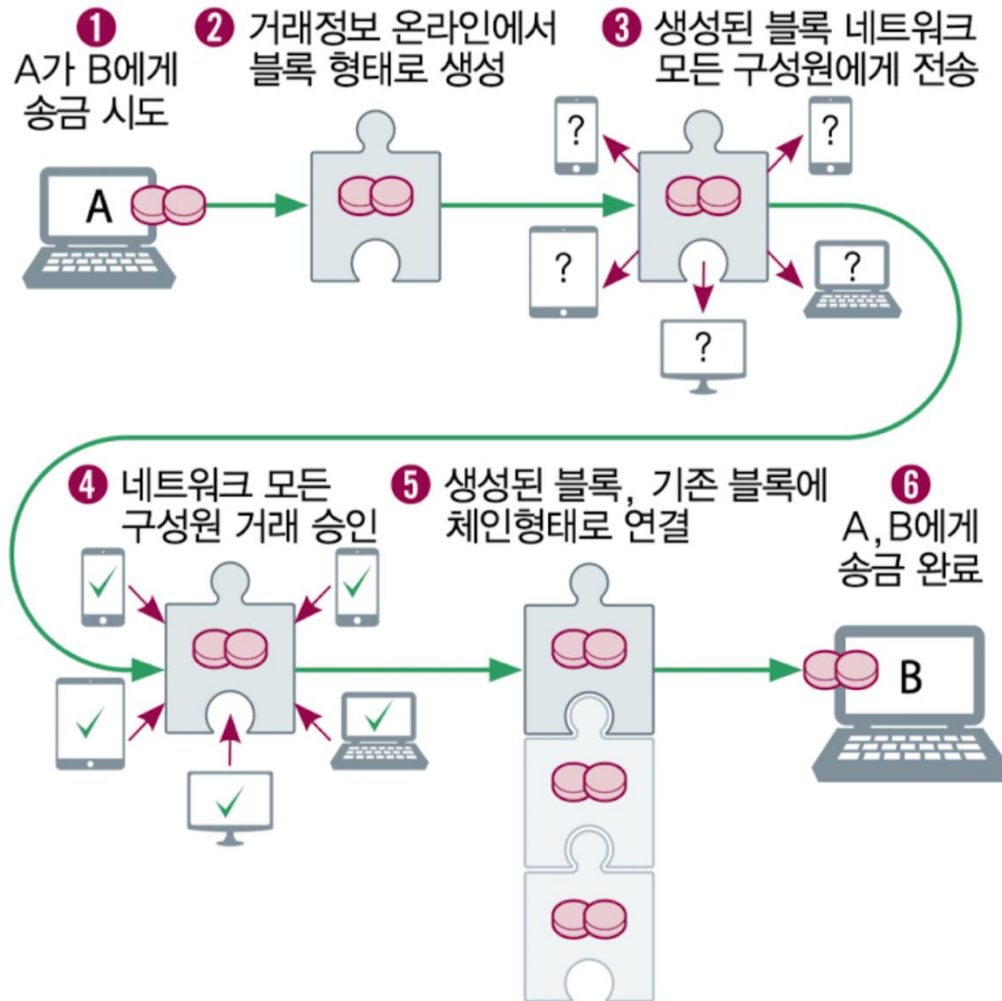 1
A가 B에게
송금 시도
2 거래정보 온라인에서
블록 형태로 생성
3 생성된 블록 네트워크
모든 구성원에게 전송
A
?
?
?
?
?
4 네트워크 모든
구성원 거래 승인
5 생성된 블록, 기존 블록에
체인형태로 연결
6
A, B에게
송금 완료
B